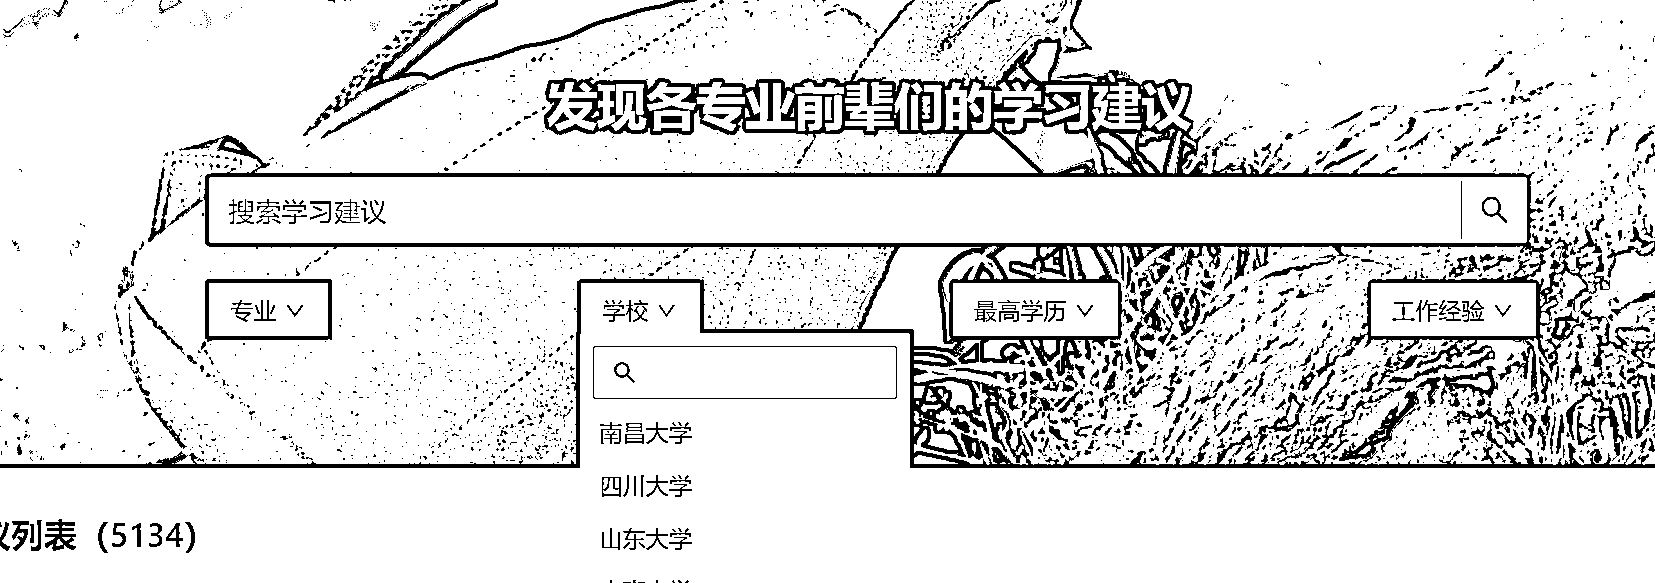 发现各专业前辈们的学习建议
搜索学习建议
专业
学校
最高学历
工作经验
南昌大学
四川大学
山东大学
列表（5134）